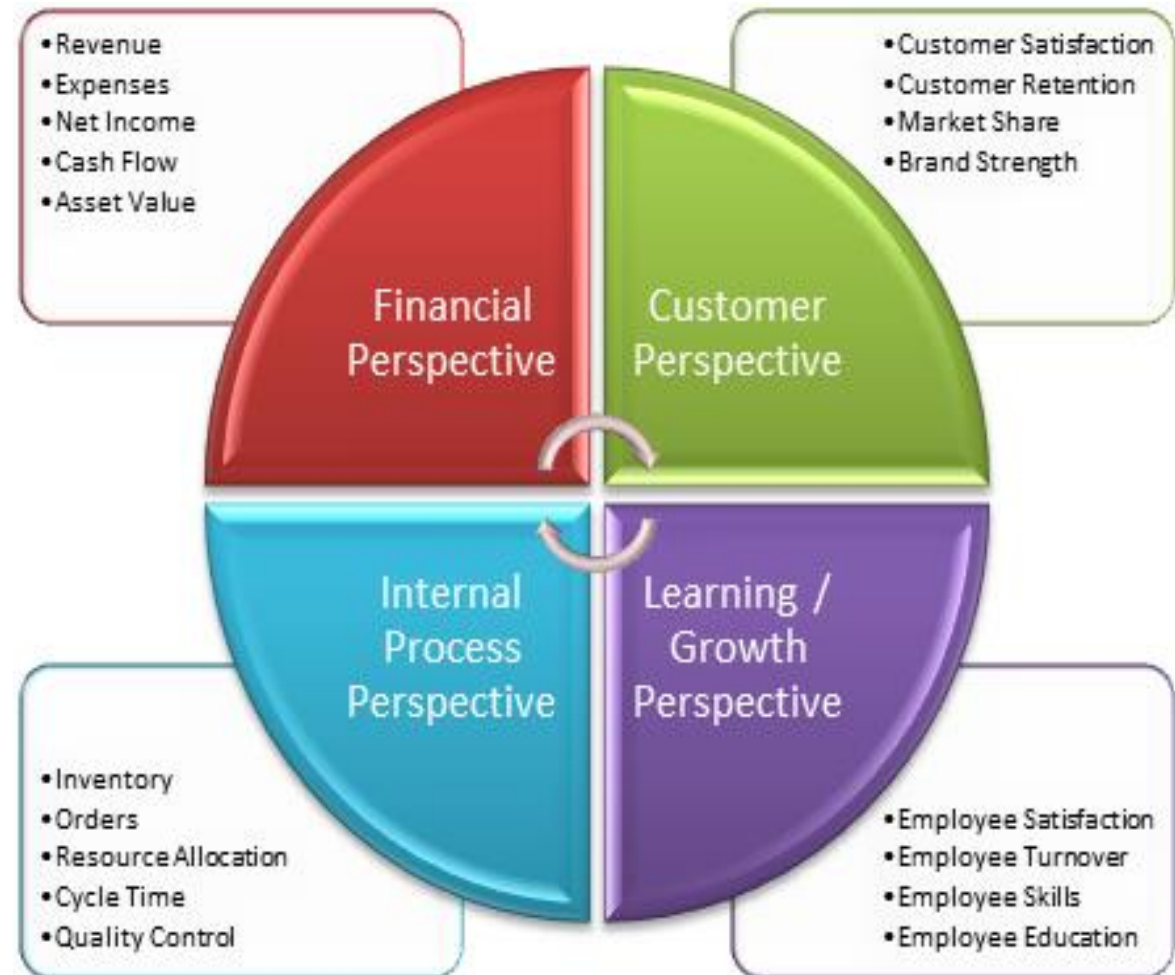 •Revenue
•Expenses
•Net Income
•Cash Flow
•Asset Value
•Customer Satisfaction
•Customer Retention
•Market Share
•Brand Strength
Financial
Perspective
Customer
Perspective
Internal
Process
Perspective
Learning /
Growth
Perspective
•Inventory
•Orders
•Resource Allocation
•Cycle Time
•Quality Control
•Employee Satisfaction
•Employee Turnover
•Employee Skills
•Employee Education